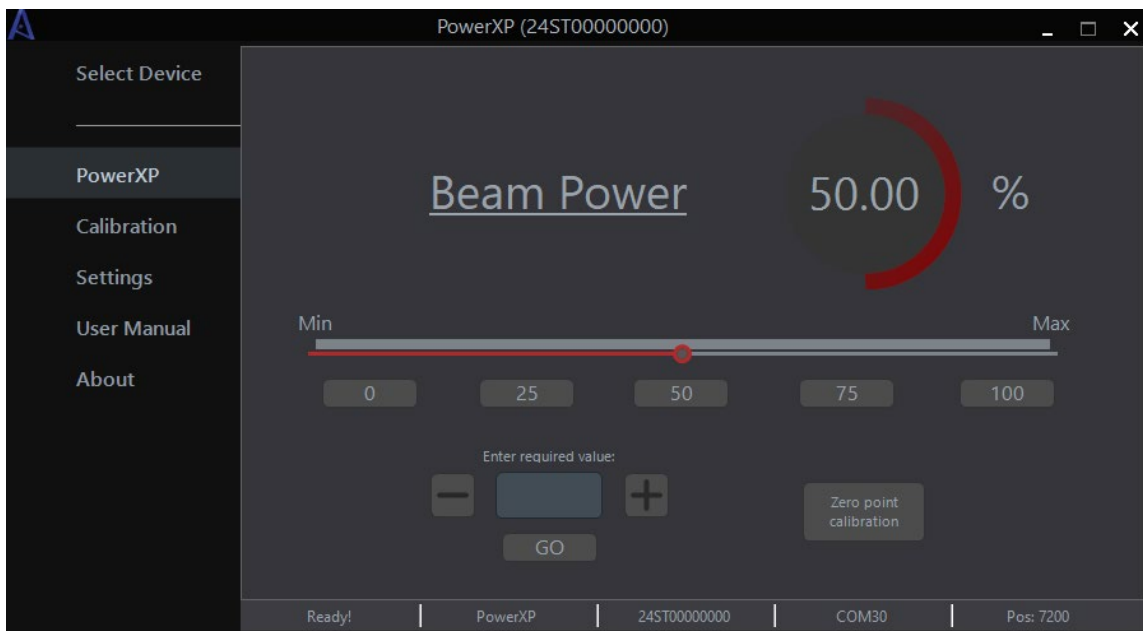 PowerXP (24ST00000000)
Select Device
PowerXP
Calibration
Settings
User Manual
About
Beam Power
50.00
%
Min
Max
0
25
50
75
100
Enter required value:
GO
Zero point
calibration
Ready!
PowerXP
24ST00000000
COM30
Pos: 7200